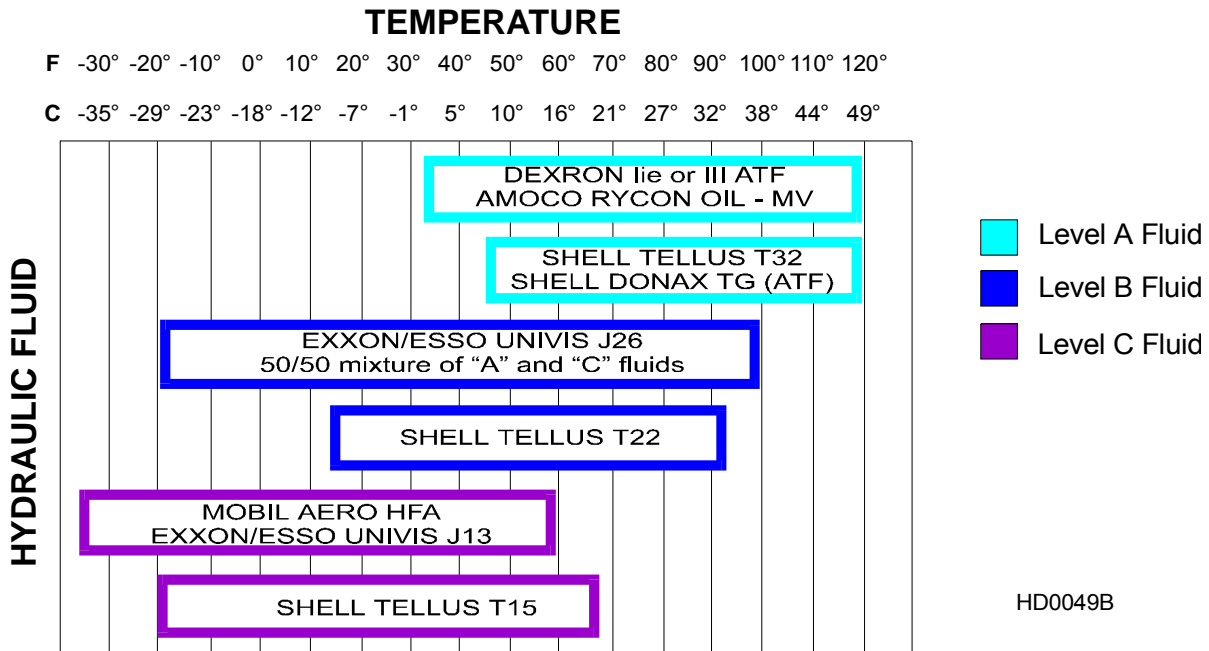 TEMPERATURE
F -30° -20° -10° 0° 10° 20° 30° 40° 50° 60° 70° 80° 90° 100° 110° 120°
C -35° -29° -23° -18° -12° -7° -1° 5° 10° 16° 21° 27° 32° 38° 44° 49°
HYDRAULIC FLUID
DEXRON Iie or III ATF
AMOCO RYCON OIL - MV
SHELL TELLUS T32
SHELL DONAX TG (ATF)
EXXON/ESSO UNIVIS J26
50/50 mixture of “A” and “C” fluids
SHELL TELLUS T22
MOBIL AERO HFA
EXXON/ESSO UNIVIS J13
SHELL TELLUS T15
Level A Fluid
Level B Fluid
Level C Fluid
HD0049B